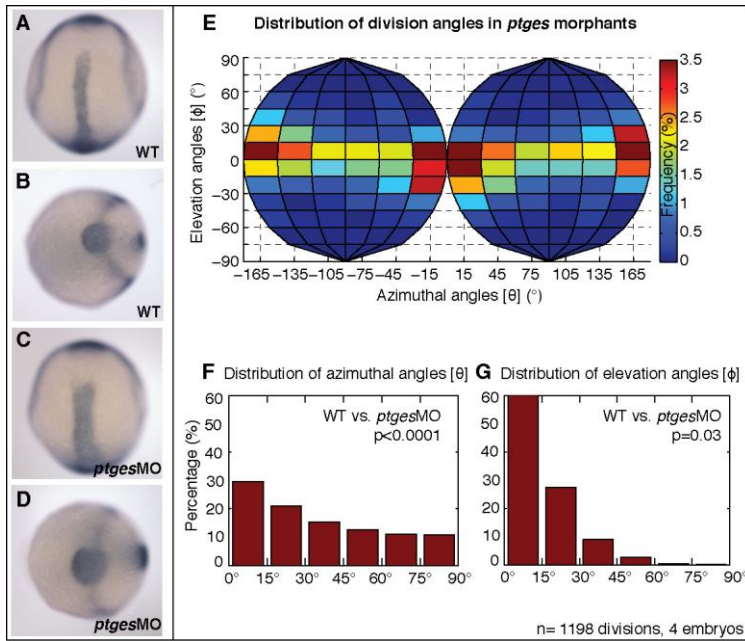 A
WT
B
WT
C
ptgesMO
D
ptgesMO
E Distribution of division angles in ptges morphants
Elevation angles [ϕ] (°)
90
60
30
0
−30
−60
−90
−165 −135 −105 −75 −45 −15 15 45 75 105 135 165
Azimuthal angles [θ] (°)
3.5
3
2.5
2
1.5
1
0.5
0
Frequency (%)
F Distribution of azimuthal angles [θ]
WT vs. ptgesMO
p<0.0001
Percentage (%)
60
50
40
30
20
10
0
0° 15° 30° 45° 60° 75° 90°
G Distribution of elevation angles [ϕ]
WT vs. ptgesMO
p=0.03
60
50
40
30
20
10
0
0° 15° 30° 45° 60° 75° 90°
n= 1198 divisions, 4 embryos